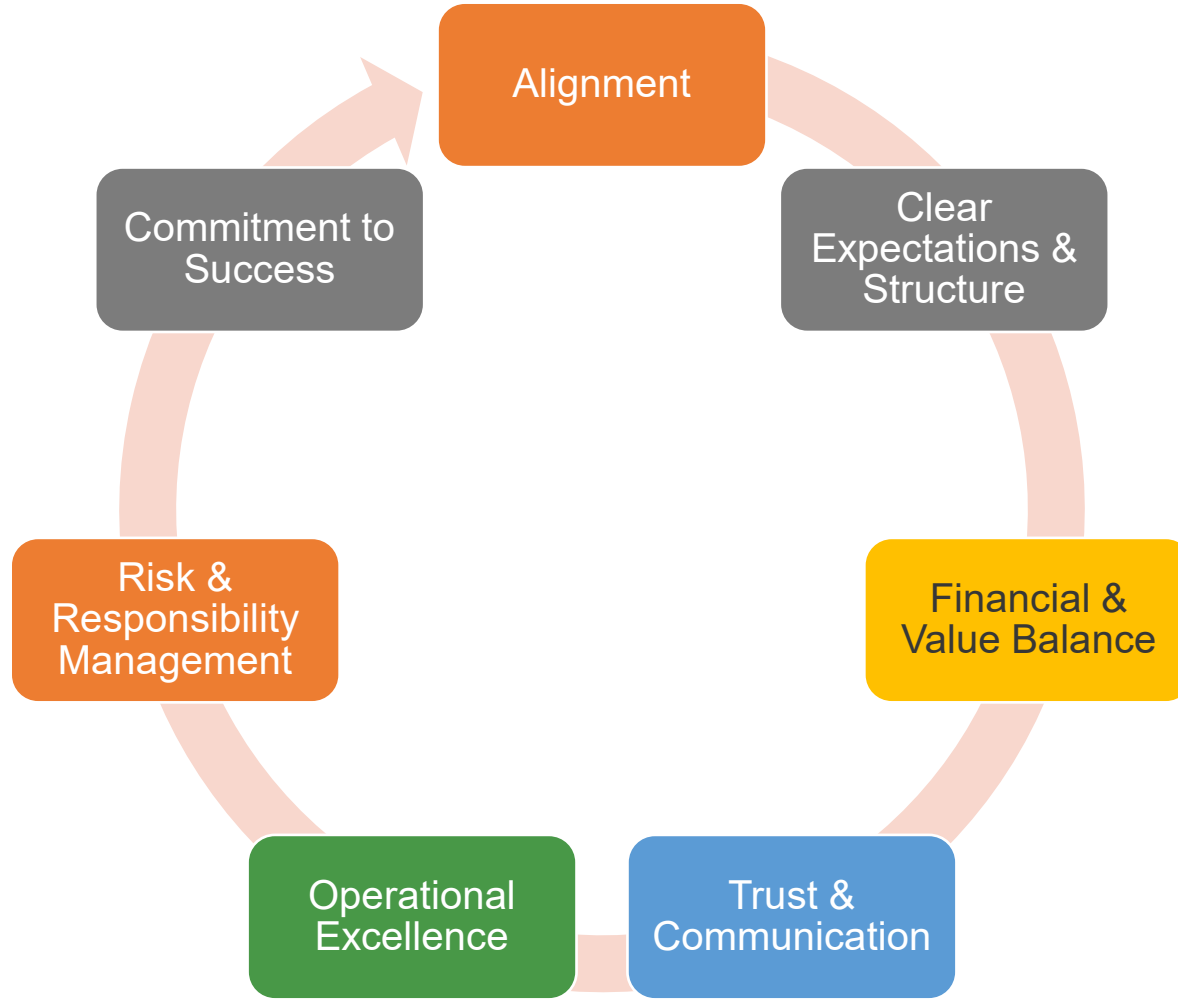 Alignment
Clear
Expectations &
Structure
Financial &
Value Balance
Trust &
Communication
Operational
Excellence
Risk &
Responsibility
Management
Commitment to
Success